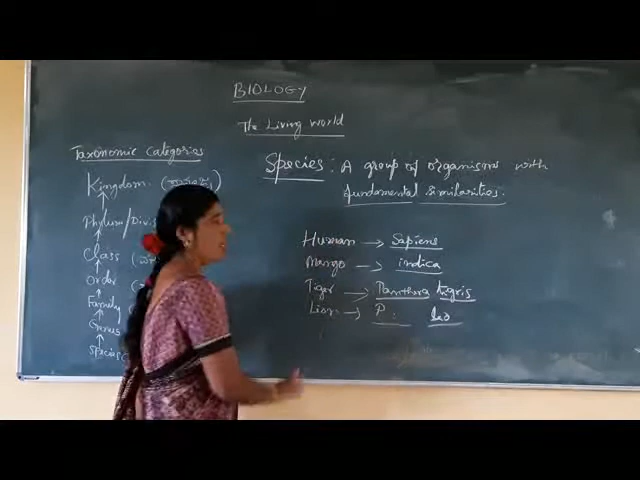 BIOLOGY
The Living World
Taxonomic Categories
Kingdom
Phylum/Divis
Class
Order
Family
Genus
Species
Species: A group of organisms with
fundamental similarities.
Human → Sapiens
Mango → indica
Tiger → Panthera tigris
Lion → P. leo